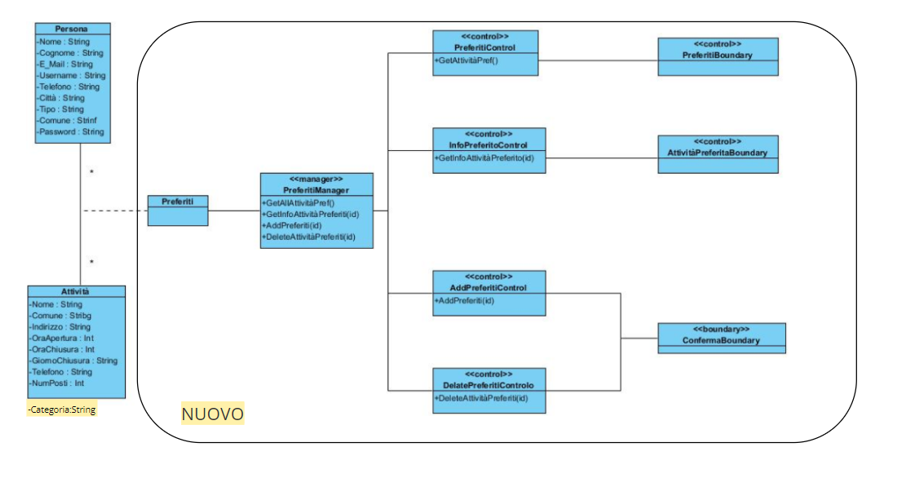 Persona
-Nome : String
-Cognome : String
-E_Mail : String
-Username : String
-Telefono : String
-Città : String
-Tipo : String
-Comune : Strinf
-Password : String
*
*
Attività
-Nome : String
-Comune : Stribg
-Indirizzo : String
-OraApertura : Int
-OraChiusura : Int
-GiornoChiusura : String
-Telefono : String
-NumPosti : Int
-Categoria:String
Preferiti
<<manager>>
PreferitiManager
+GetAllAttivitàPref()
+GetInfoAttivitàPreferiti(id)
+AddPreferiti(id)
+DeleteAttivitàPreferiti(id)
<<control>>
PreferitiControl
+GetAttivitàPref()
<<control>>
PreferitiBoundary
<<control>>
InfoPreferitoControl
+GetInfoAttivitàPreferito(id)
<<control>>
AttivitàPreferitaBoundary
<<control>>
AddPreferitiControl
+AddPreferiti(id)
<<boundary>>
ConfermaBoundary
<<control>>
DelatePreferitiControlo
+DeleteAttivitàPreferiti(id)
NUOVO